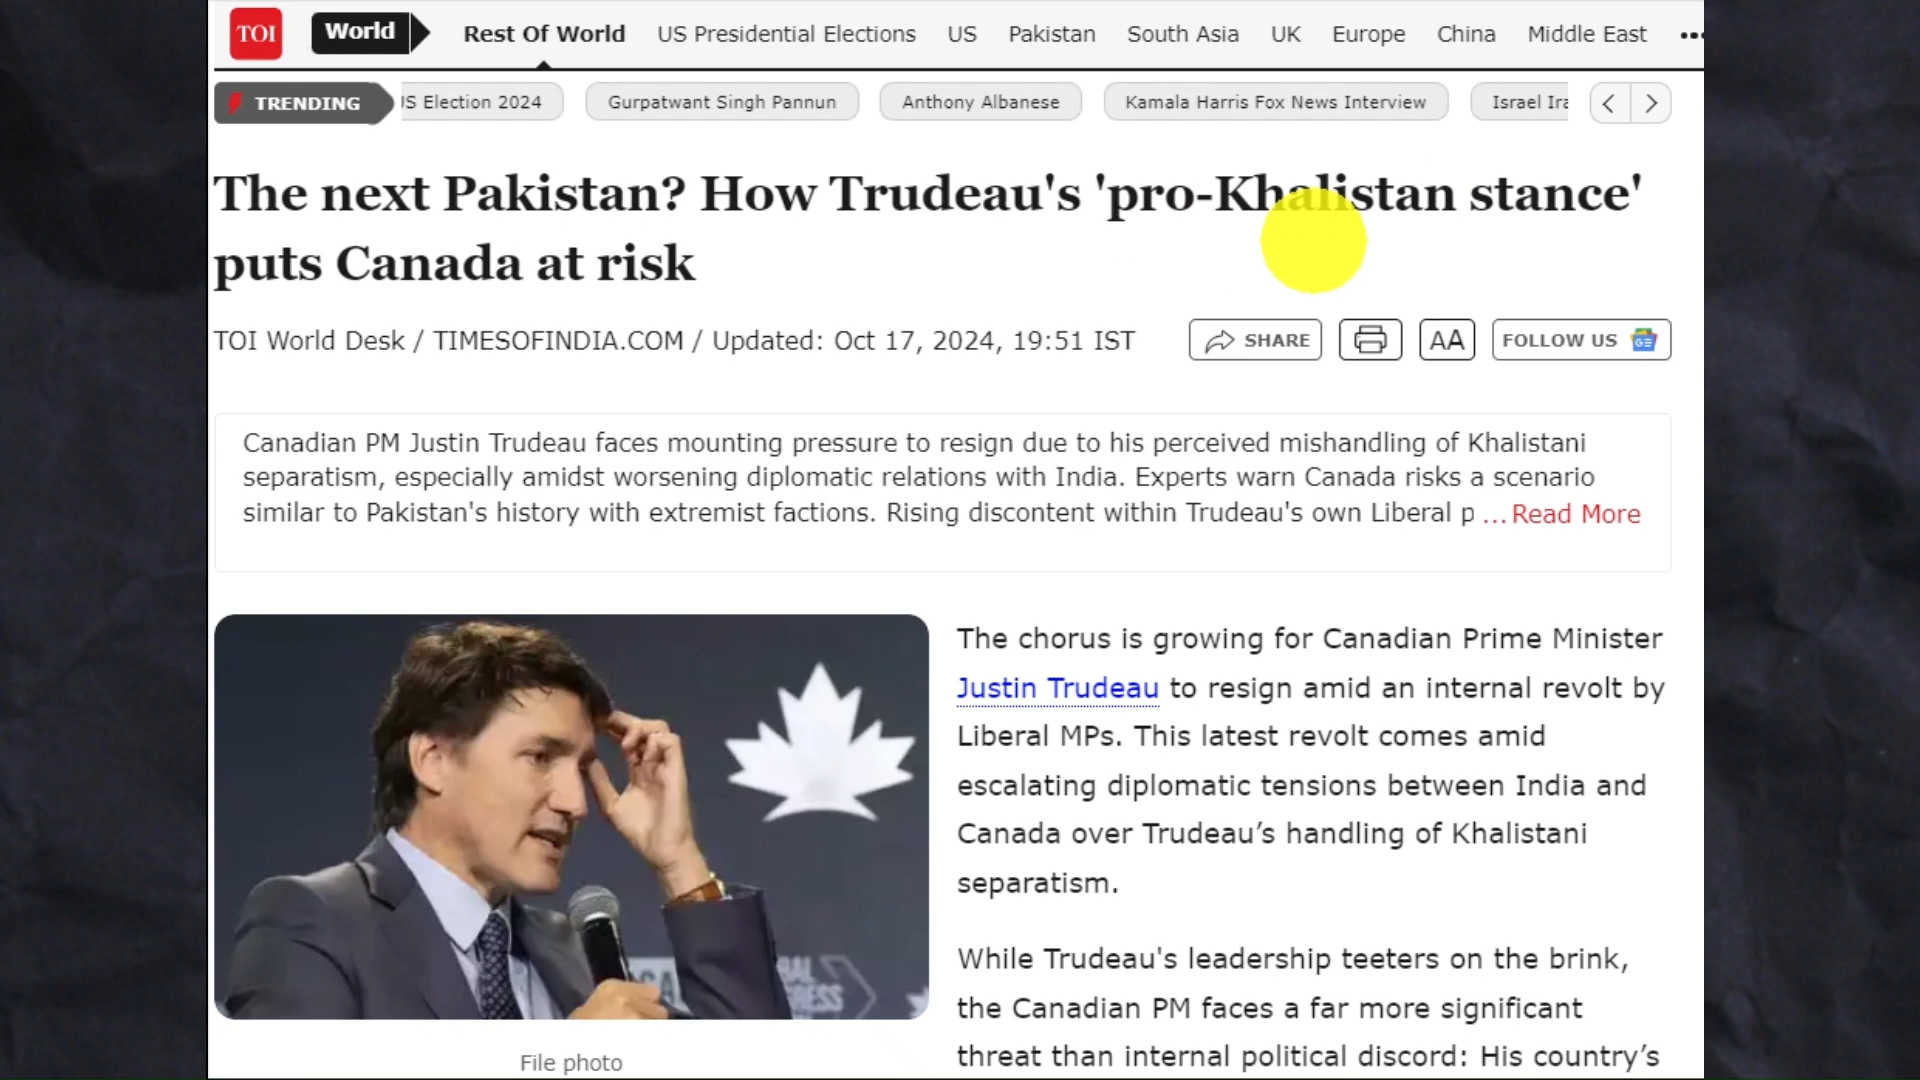 TOI World Rest Of World US Presidential Elections US Pakistan South Asia UK Europe China Middle East
TRENDING S Election 2024 Gurpatwant Singh Pannun Anthony Albanese Kamala Harris Fox News Interview Israel Ira
The next Pakistan? How Trudeau's 'pro-Khalistan stance'
puts Canada at risk
TOI World Desk / TIMESOFINDIA.COM / Updated: Oct 17, 2024, 19:51 IST SHARE AA FOLLOW US GE
Canadian PM Justin Trudeau faces mounting pressure to resign due to his perceived mishandling of Khalistani
separatism, especially amidst worsening diplomatic relations with India. Experts warn Canada risks a scenario
similar to Pakistan's history with extremist factions. Rising discontent within Trudeau's own Liberal p ...Read More
The chorus is growing for Canadian Prime Minister
Justin Trudeau to resign amid an internal revolt by
Liberal MPs. This latest revolt comes amid
escalating diplomatic tensions between India and
Canada over Trudeau’s handling of Khalistani
separatism.
While Trudeau's leadership teeters on the brink,
the Canadian PM faces a far more significant
threat than internal political discord: His country’s
File photo